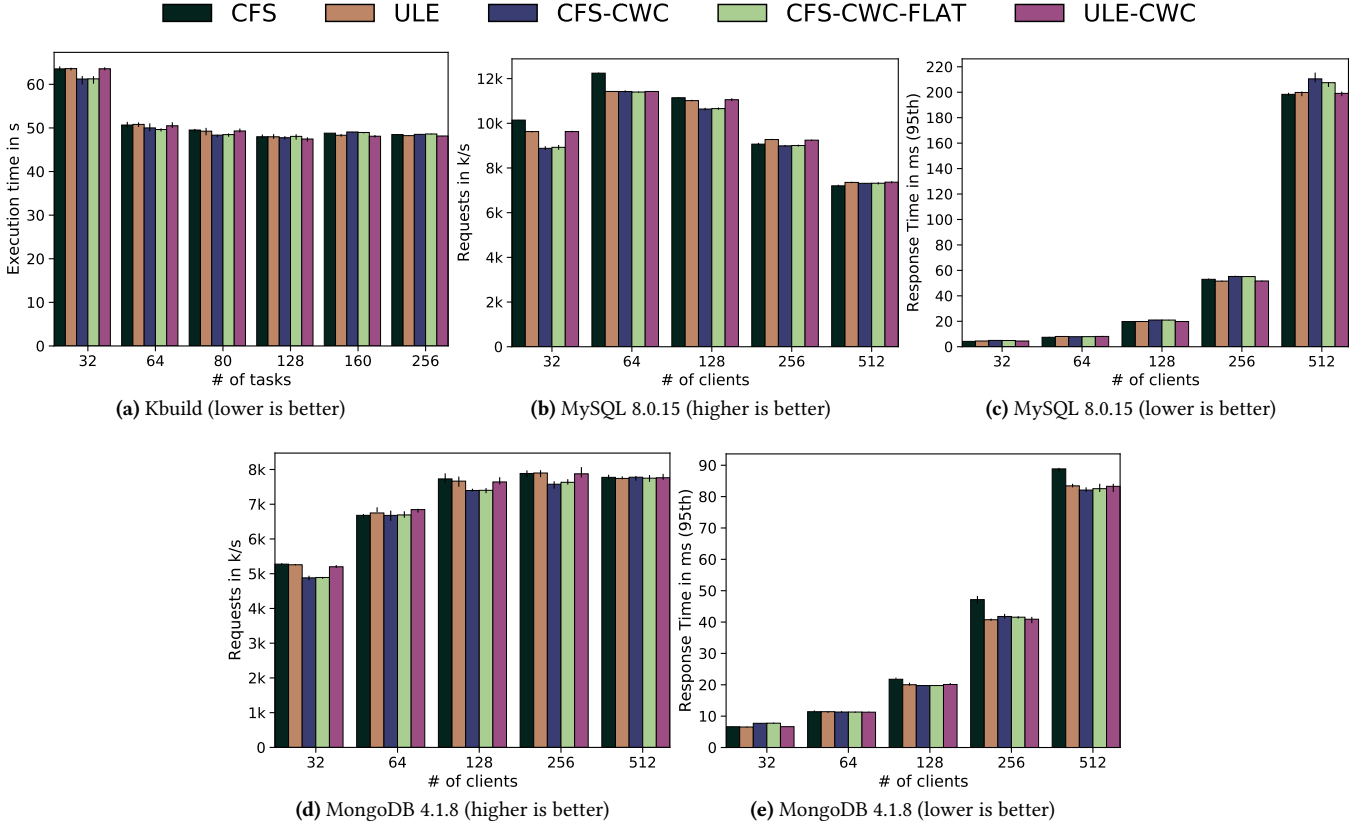 CFS ULE CFS-CWC CFS-CWC-FLAT ULE-CWC
Execution time in s
60
50
40
30
20
10
0
32 64 80 128 160 256
# of tasks
(a) Kbuild (lower is better)
Requests in k/s
12k
10k
8k
6k
4k
2k
0
32 64 128 256 512
# of clients
(b) MySQL 8.0.15 (higher is better)
Response Time in ms (95th)
220
200
180
160
140
120
100
80
60
40
20
0
32 64 128 256 512
# of clients
(c) MySQL 8.0.15 (lower is better)
Requests in k/s
8k
7k
6k
5k
4k
3k
2k
1k
0
32 64 128 256 512
# of clients
(d) MongoDB 4.1.8 (higher is better)
Response Time in ms (95th)
90
80
70
60
50
40
30
20
10
0
32 64 128 256 512
# of clients
(e) MongoDB 4.1.8 (lower is better)